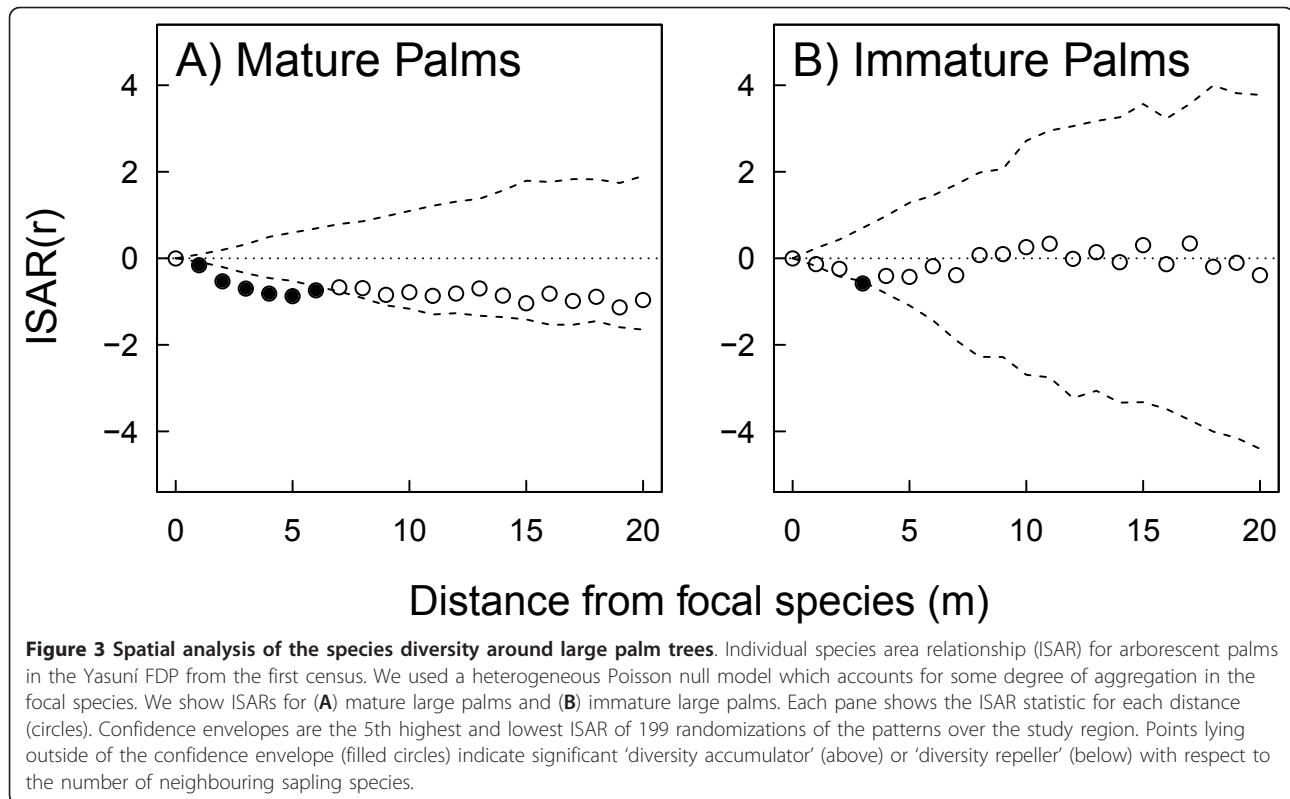 A) Mature Palms
B) Immature Palms
ISAR(r)
4
2
0
−2
−4
0
5
10
15
20
4
2
0
−2
−4
0
5
10
15
20
Distance from focal species (m)
Figure 3 Spatial analysis of the species diversity around large palm trees. Individual species area relationship (ISAR) for arborescent palms
in the Yasuní FDP from the first census. We used a heterogeneous Poisson null model which accounts for some degree of aggregation in the
focal species. We show ISARs for (A) mature large palms and (B) immature large palms. Each pane shows the ISAR statistic for each distance
(circles). Confidence envelopes are the 5th highest and lowest ISAR of 199 randomizations of the patterns over the study region. Points lying
outside of the confidence envelope (filled circles) indicate significant ‘diversity accumulator’ (above) or ‘diversity repeller’ (below) with respect to
the number of neighbouring sapling species.